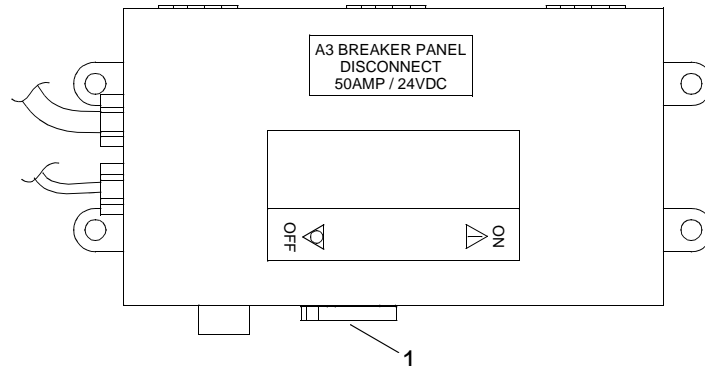 A3 BREAKER PANEL
DISCONNECT
50AMP / 24VDC
OFF
ON
1